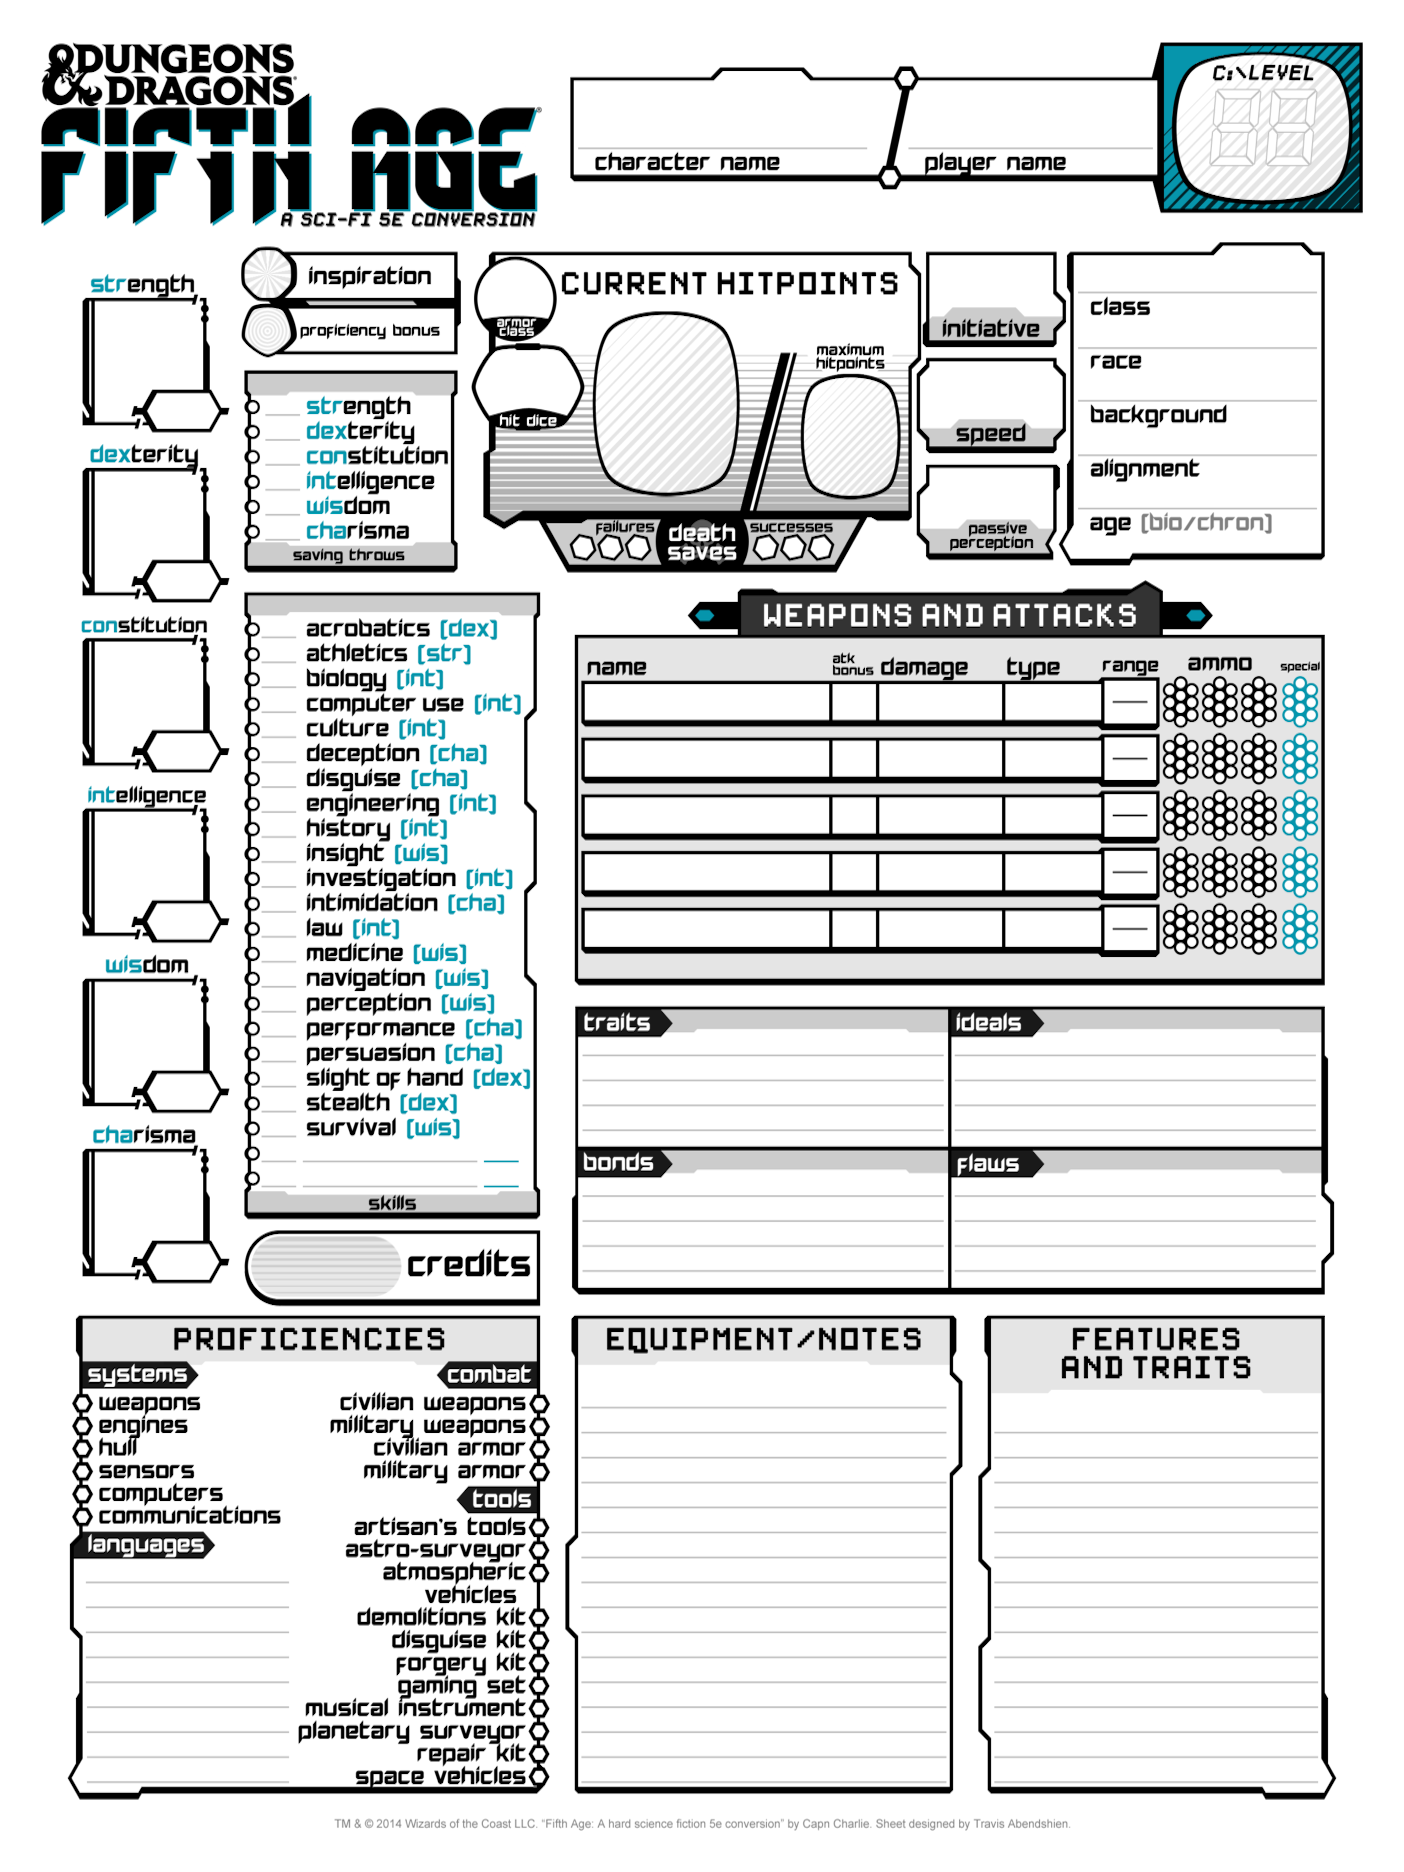 DUNGEONS
& DRAGONS
FIFTH AGE
A SCI-FI 5E CONVERSION
character name
player name
C:\LEVEL
88
strength
dexterity
constitution
intelligence
wisdom
charisma
inspiration
proficiency bonus
strength
dexterity
constitution
intelligence
wisdom
charisma
saving throws
CURRENT HITPOINTS
armor
class
hit dice
maximum
hitpoints
failures
death
saves
successes
initiative
speed
passive
perception
class
race
background
alignment
age [bio/chron]
acrobatics [dex]
athletics [str]
biology [int]
computer use [int]
culture [int]
deception [cha]
disguise [cha]
engineering [int]
history [int]
insight [wis]
investigation [int]
intimidation [cha]
law [int]
medicine [wis]
navigation [wis]
perception [wis]
performance [cha]
persuasion [cha]
slight of hand [dex]
stealth [dex]
survival [wis]
skills
credits
WEAPONS AND ATTACKS
name
atk
bonus
damage
type
range
ammo
special
traits
ideals
bonds
flaws
PROFICIENCIES
systems
weapons
engines
hull
sensors
computers
communications
languages
combat
civilian weapons
military weapons
civilian armor
military armor
tools
artisan's tools
astro-surveyor
atmospheric
vehicles
demolitions kit
disguise kit
forgery kit
gaming set
musical instrument
planetary surveyor
repair kit
space vehicles
EQUIPMENT/NOTES
FEATURES
AND TRAITS
TM & © 2014 Wizards of the Coast LLC. "Fifth Age: A hard science fiction 5e conversion" by Capn Charlie. Sheet designed by Travis Abendshien.